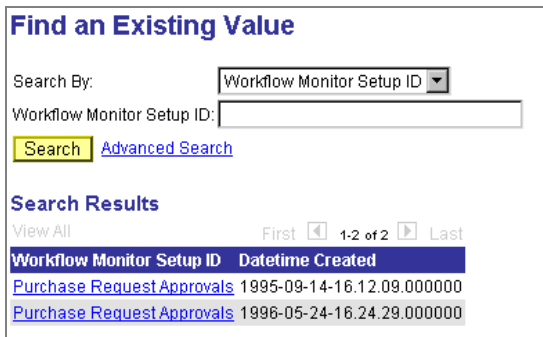 Find an Existing Value
Search By: Workflow Monitor Setup ID
Workflow Monitor Setup ID:
Search Advanced Search
Search Results
View All First 1-2 of 2 Last
Workflow Monitor Setup ID Datetime Created
Purchase Request Approvals 1995-09-14-16.12.09.000000
Purchase Request Approvals 1996-05-24-16.24.29.000000